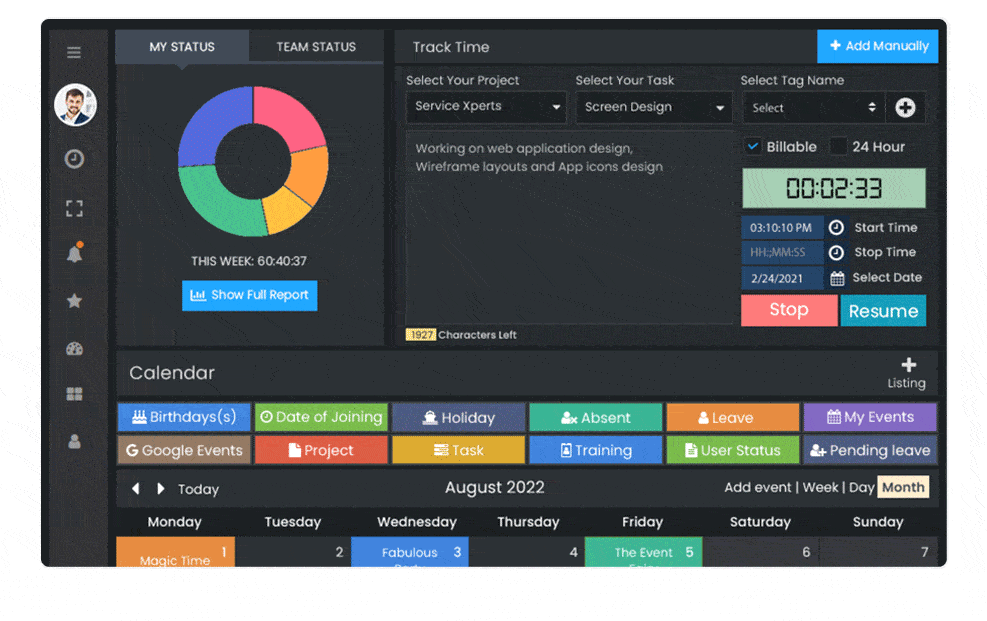 MY STATUS
TEAM STATUS
THIS WEEK: 60:40:37
Show Full Report
Track Time
Add Manually
Select Your Project
Select Your Task
Select Tag Name
Service Xperts
Screen Design
Select
Working on web application design,
Wireframe layouts and App icons design
Billable
24 Hour
00:02:33
03:10:10 PM
Start Time
HH:;MM:SS
Stop Time
2/24/2021
Select Date
Stop
Resume
1927 Characters Left
Calendar
Listing
Birthdays(s)
Date of Joining
Holiday
Absent
Leave
My Events
Google Events
Project
Task
Training
User Status
Pending leave
Today
August 2022
Add event | Week | Day Month
Monday Tuesday Wednesday Thursday Friday Saturday Sunday
1 2 3 4 5 6 7
Magic Time
Fabulous
The Event